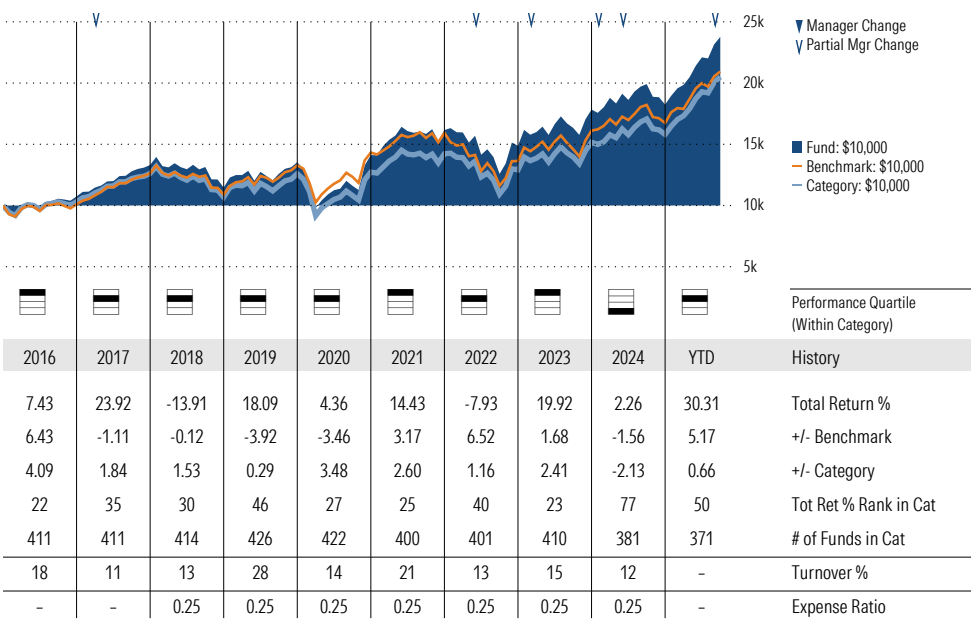 25k
20k
15k
10k
5k
Manager Change
Partial Mgr Change
Fund: $10,000
Benchmark: $10,000
Category: $10,000
Performance Quartile
(Within Category)
2016 2017 2018 2019 2020 2021 2022 2023 2024 YTD History
7.43 23.92 -13.91 18.09 4.36 14.43 -7.93 19.92 2.26 30.31 Total Return %
6.43 -1.11 -0.12 -3.92 -3.46 3.17 6.52 1.68 -1.56 5.17 +/- Benchmark
4.09 1.84 1.53 0.29 3.48 2.60 1.16 2.41 -2.13 0.66 +/- Category
22 35 30 46 27 25 40 23 77 50 Tot Ret % Rank in Cat
411 411 414 426 422 400 401 410 381 371 # of Funds in Cat
18 11 13 28 14 21 13 15 12 – Turnover %
– – 0.25 0.25 0.25 0.25 0.25 0.25 0.25 – Expense Ratio